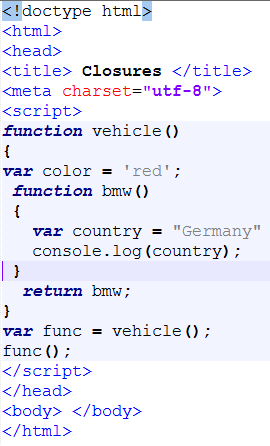 <!doctype html>
<html>
<head>
<title> Closures </title>
<meta charset="utf-8">
<script>
function vehicle()
{
var color = 'red';
function bmw()
{
var country = "Germany"
console.log(country);
}
return bmw;
}
var func = vehicle();
func();
</script>
</head>
<body> </body>
</html>